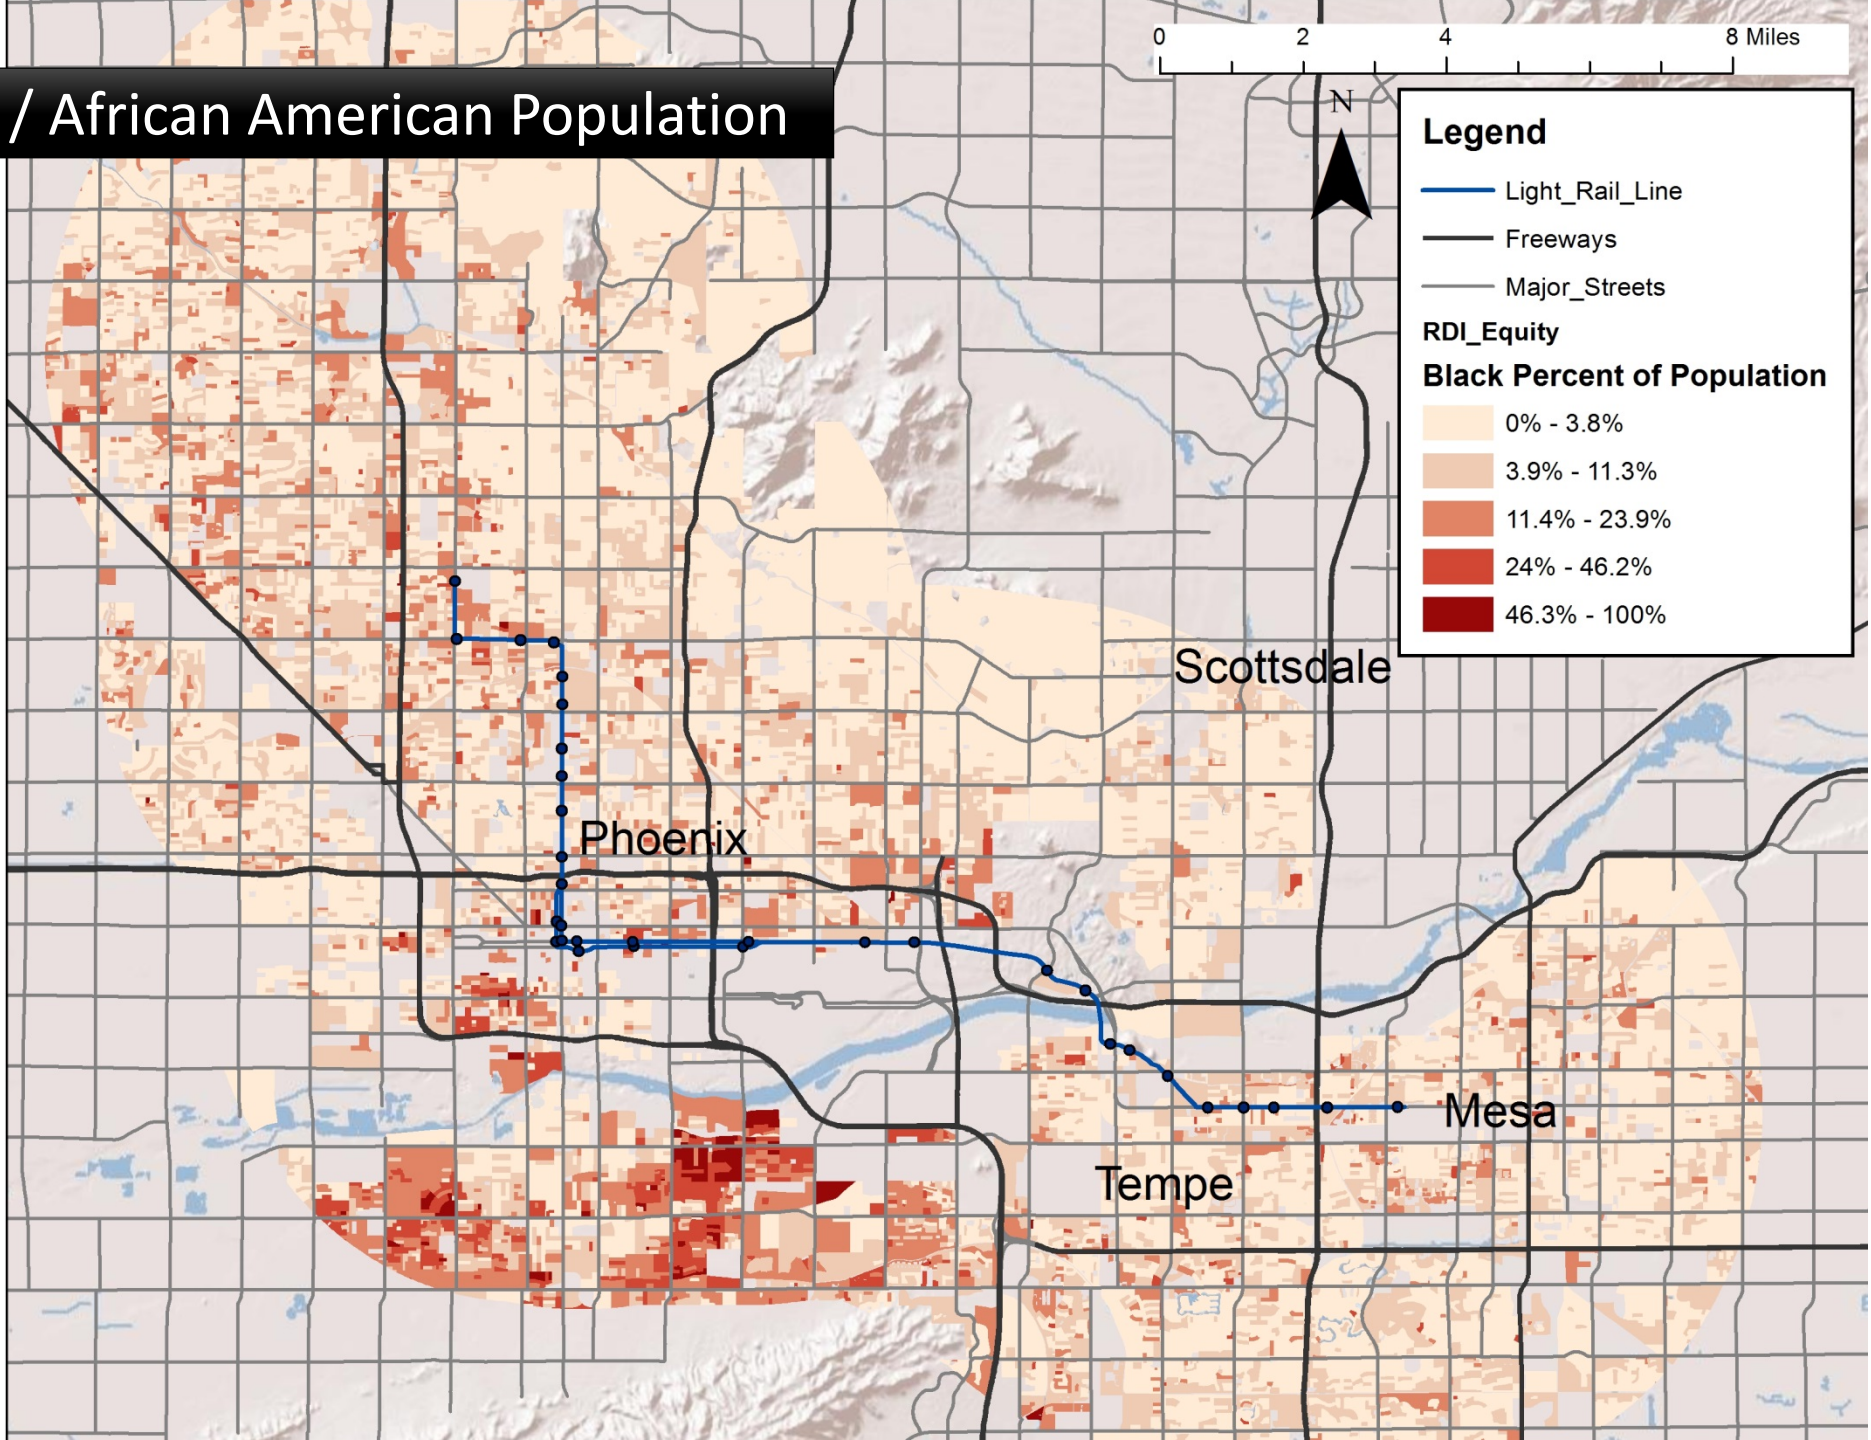 / African American Population
0 2 4 8 Miles
N
Legend
Light_Rail_Line
Freeways
Major_Streets
RDI_Equity
Black Percent of Population
0% - 3.8%
3.9% - 11.3%
11.4% - 23.9%
24% - 46.2%
46.3% - 100%
Scottsdale
Phoenix
Mesa
Tempe